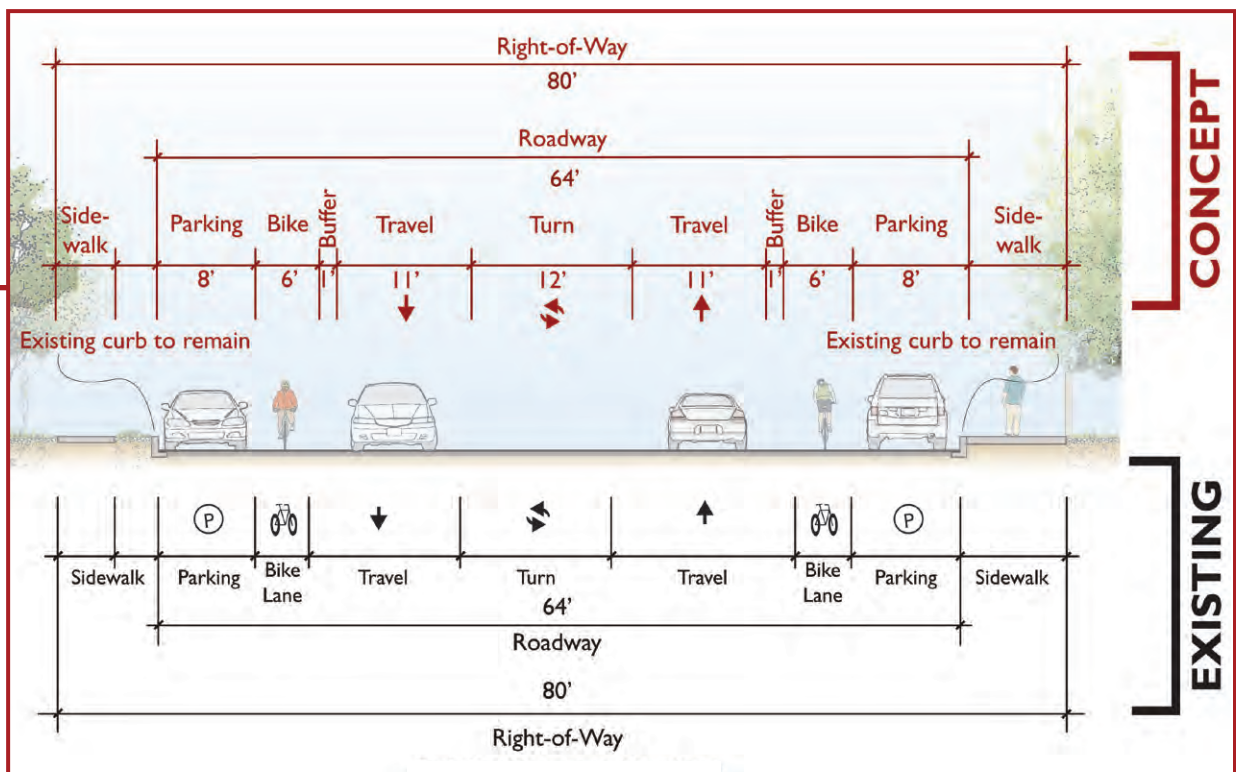 Right-of-Way
80'
Roadway
64'
Side-
walk
Parking
Bike
Buffer
Travel
Turn
Travel
Buffer
Bike
Parking
Side-
walk
8'
6'
1'
11'
12'
11'
1'
6'
8'
Existing curb to remain
Existing curb to remain
CONCEPT
P
P
Sidewalk
Parking
Bike
Lane
Travel
Turn
Travel
Bike
Lane
Parking
Sidewalk
64'
Roadway
80'
Right-of-Way
EXISTING